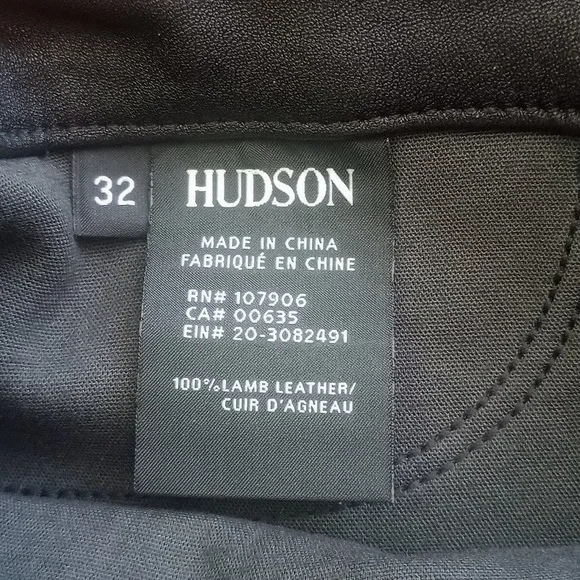 32
HUDSON
MADE IN CHINA
FABRIQUÉ EN CHINE
RN# 107906
CA# 00635
EIN# 20-3082491
100%LAMB LEATHER/
CUIR D'AGNEAU